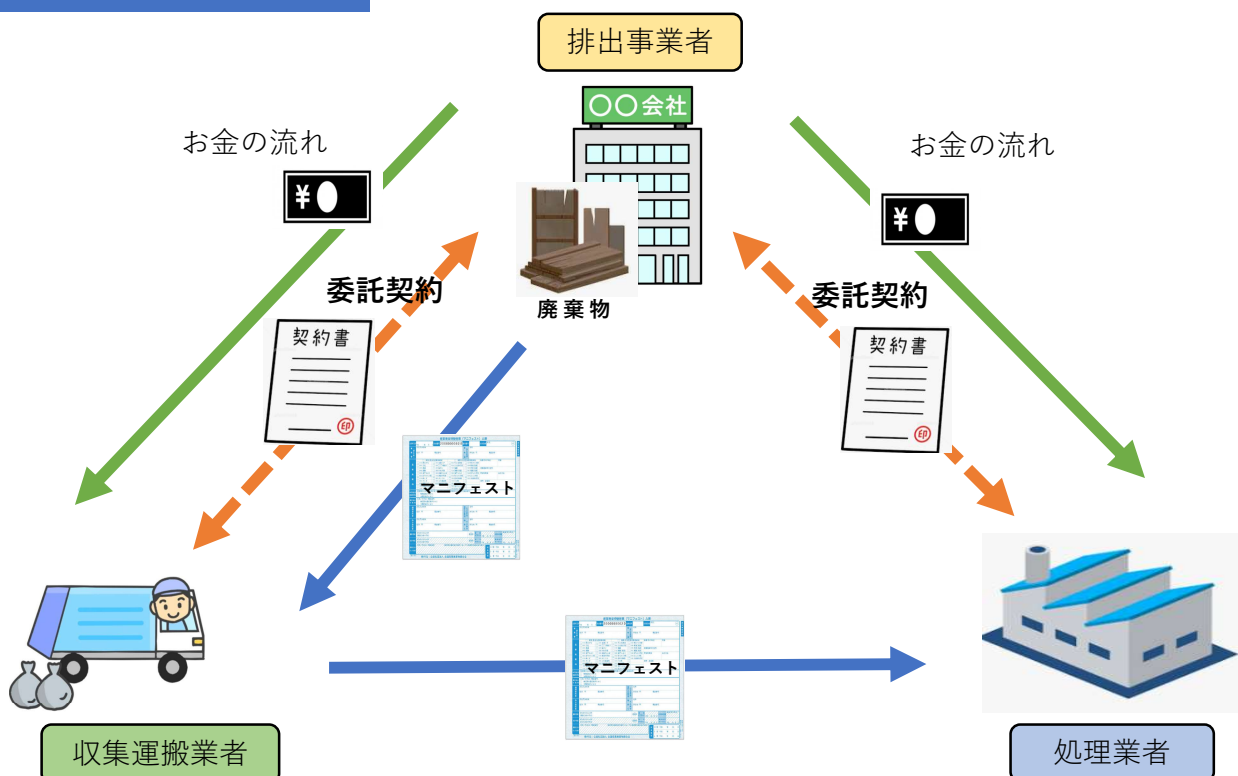 排出事業者
〇〇会社
お金の流れ
お金の流れ
¥
¥
委託契約
委託契約
廃棄物
契約書
印
契約書
印
マニフェスト
マニフェスト
収集運搬業者
処理業者